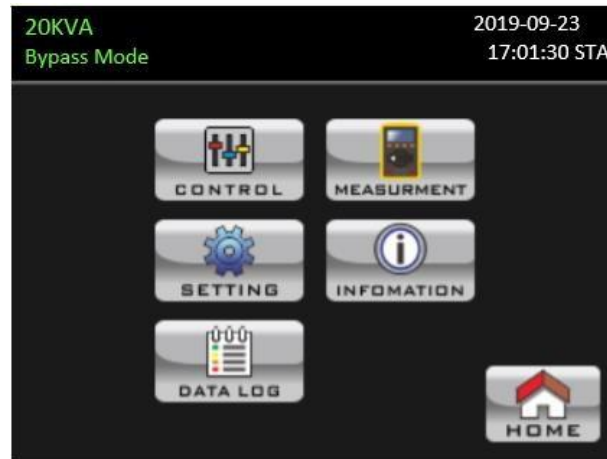 20KVA
2019-09-23
Bypass Mode
17:01:30 STA
CONTROL
MEASURMENT
SETTING
INFOMATION
DATA LOG
HOME